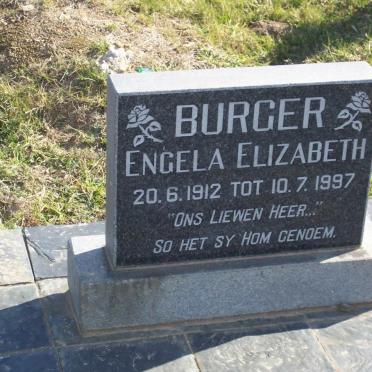 BURGER
ENGELA ELIZABETH
20.6.1912 TOT 10.7.1997
"ONS LIEWEN HEER..."
SO HET SY HOM GENOEM.